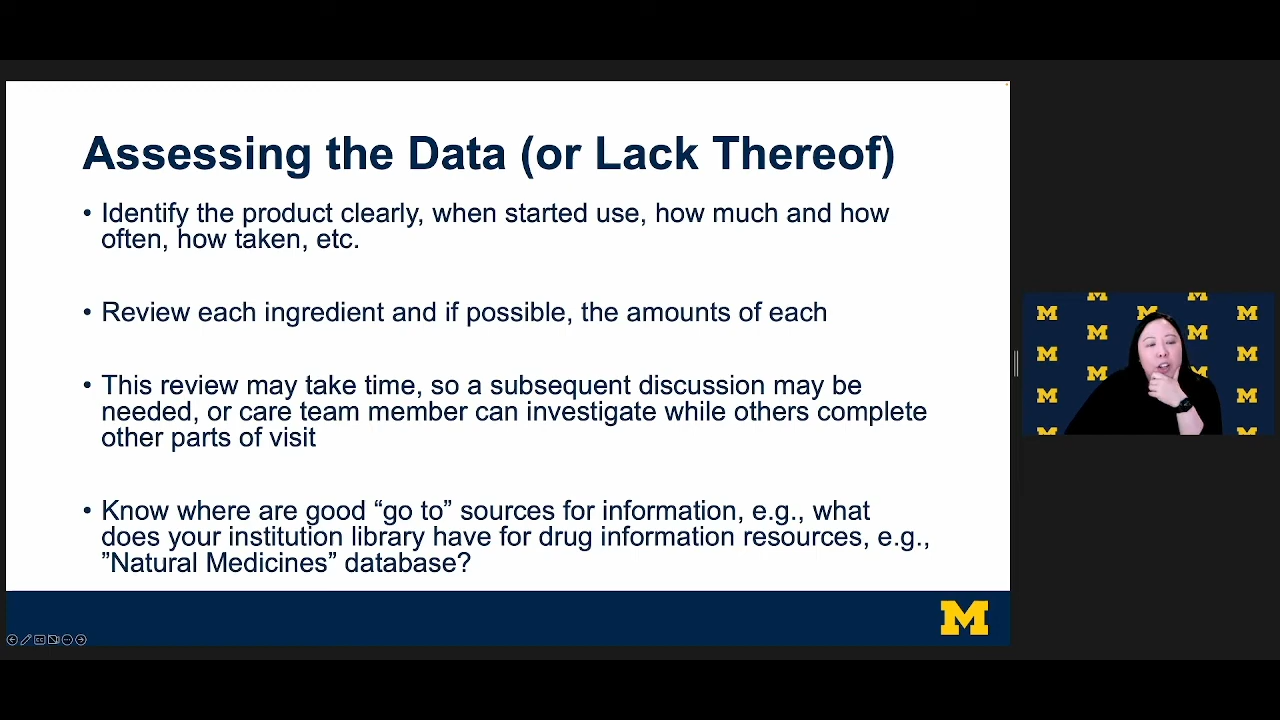 Assessing the Data (or Lack Thereof)
• Identify the product clearly, when started use, how much and how
often, how taken, etc.
• Review each ingredient and if possible, the amounts of each
• This review may take time, so a subsequent discussion may be
needed, or care team member can investigate while others complete
other parts of visit
• Know where are good “go to” sources for information, e.g., what
does your institution library have for drug information resources, e.g.,
”Natural Medicines” database?
M
M M
M M M
M M
M M
M M
M M M
M M
M M